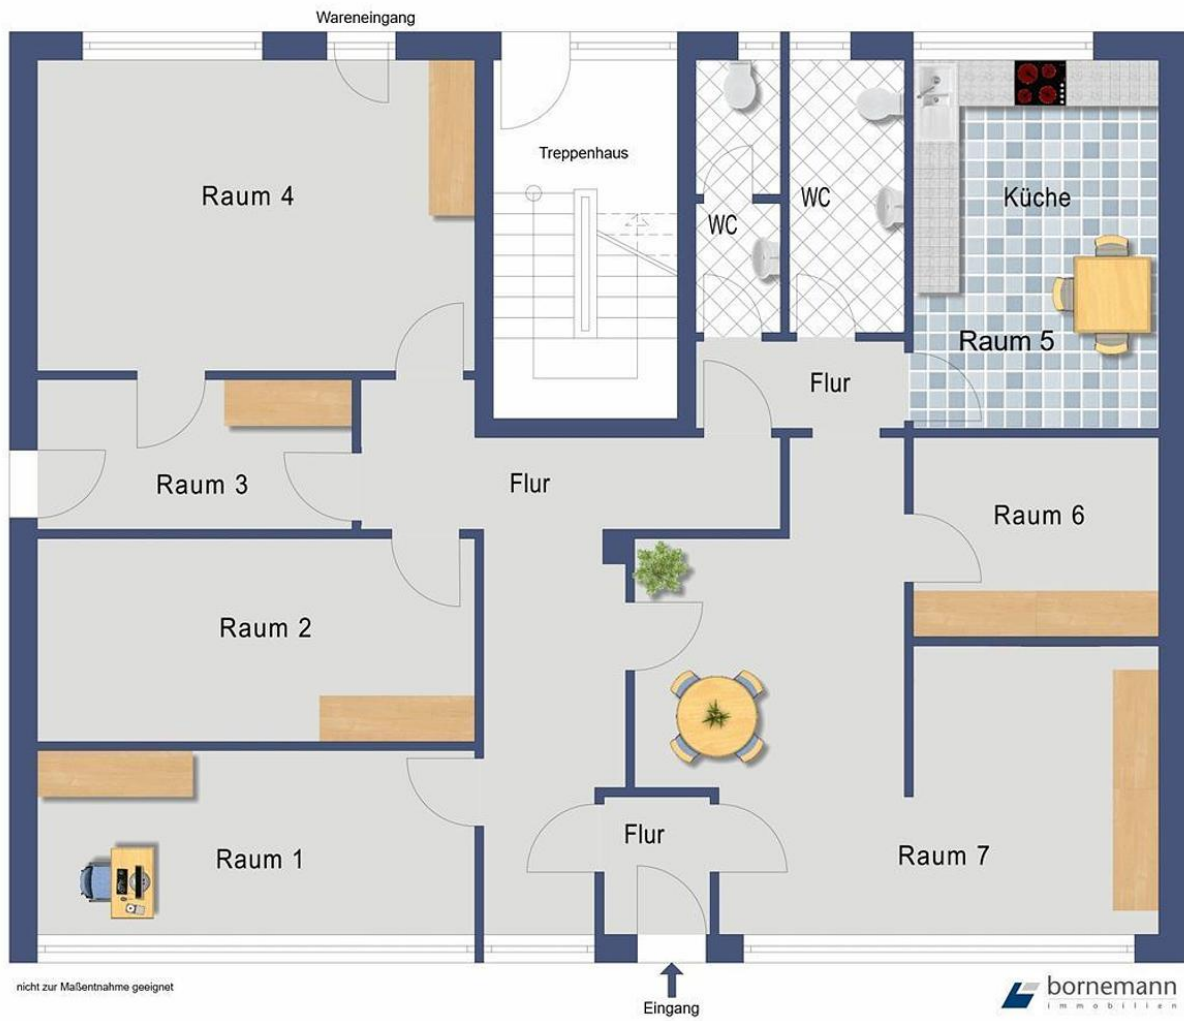 Wareneingang
Treppenhaus
Raum 4
WC
WC
Küche
Raum 5
Flur
Raum 3
Flur
Raum 6
Raum 2
Raum 1
Flur
Raum 7
nicht zur Maßentnahme geeignet
Eingang
bornemann
immobilien